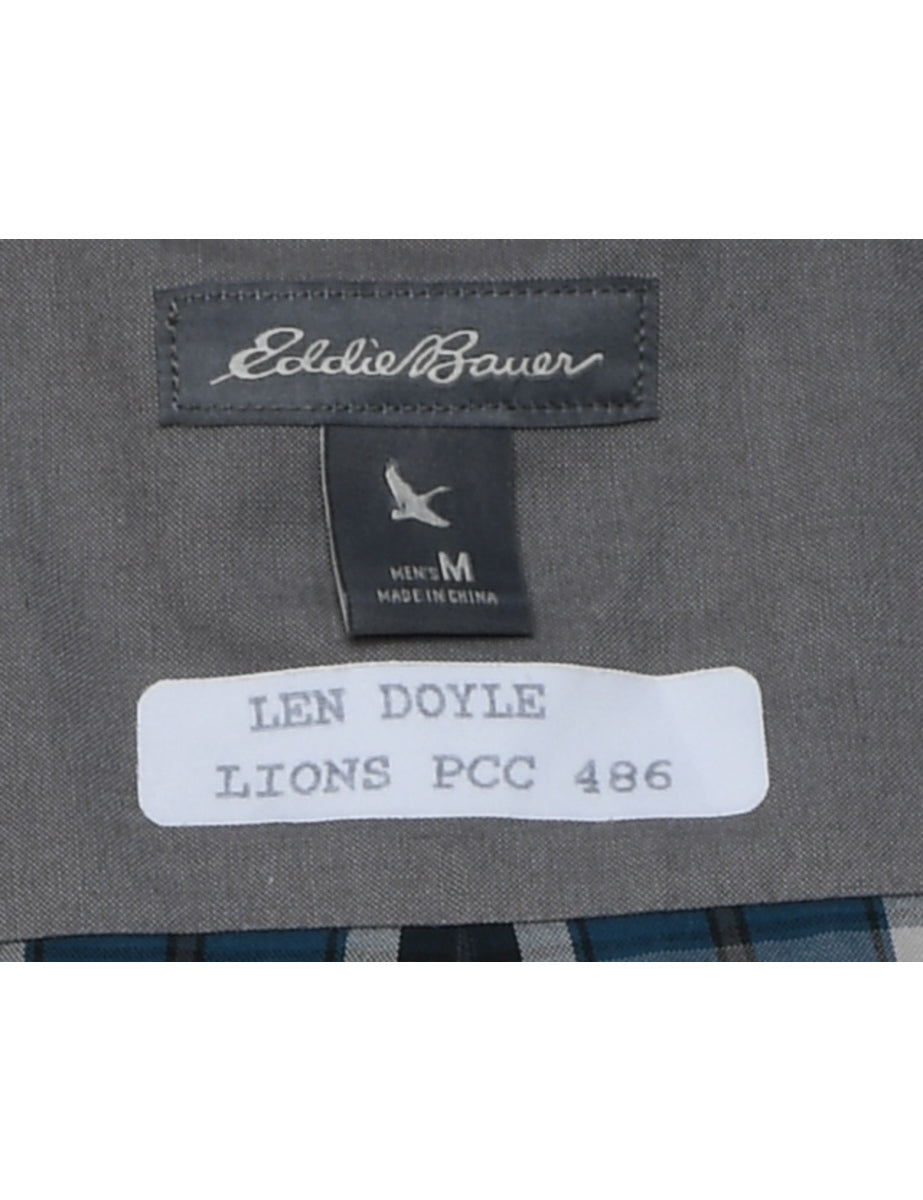 Eddie Bauer
MEN'S M
MADE IN CHINA
LEN DOYLE
LIONS PCC 486